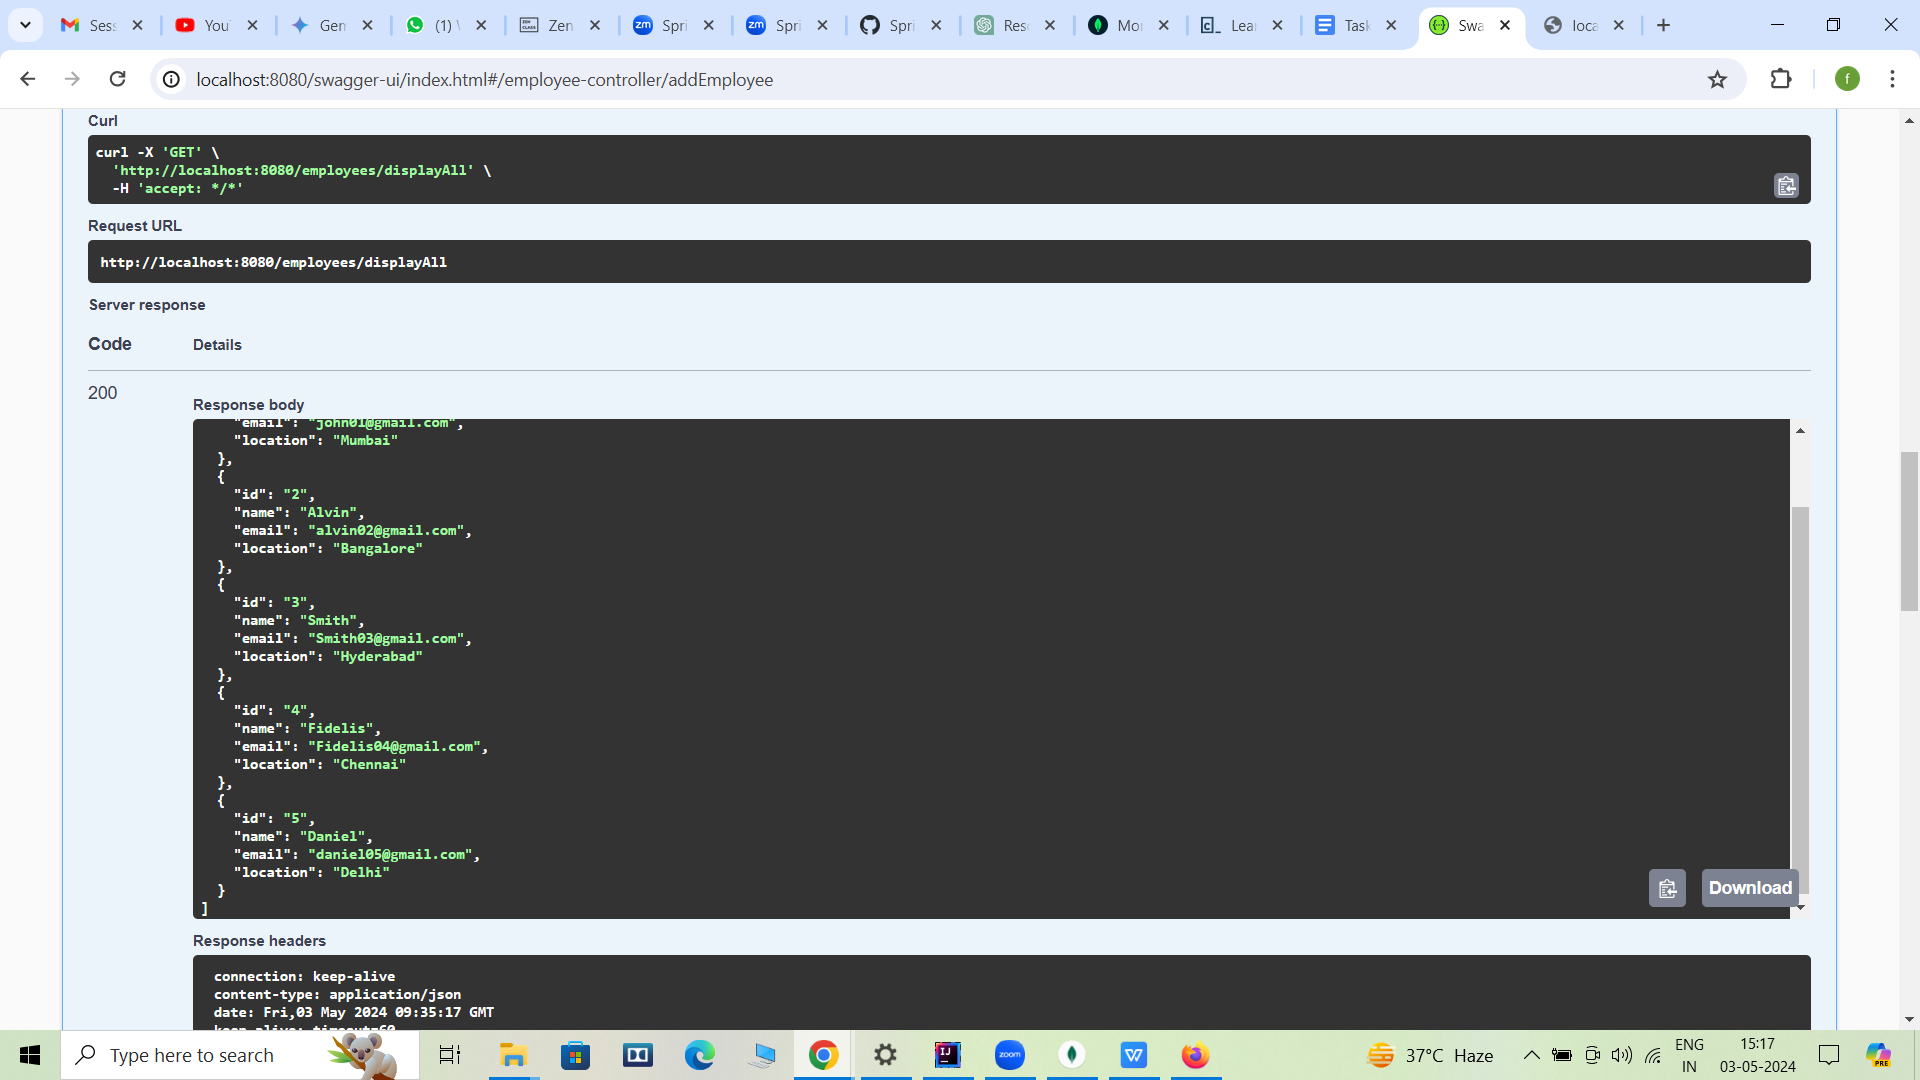 Sess
You
Gen
(1)
Zen
Spri
Spri
Spri
Res
Mo
Lea
Task
Swa
loca
localhost:8080/swagger-ui/index.html#/employee-controller/addEmployee
f
Curl
curl -X 'GET' \
'http://localhost:8080/employees/displayAll' \
-H 'accept: */*'
Request URL
http://localhost:8080/employees/displayAll
Server response
Code Details
200
Response body
"email": "john01@gmail.com",
"location": "Mumbai"
},
{
"id": "2",
"name": "Alvin",
"email": "alvin02@gmail.com",
"location": "Bangalore"
},
{
"id": "3",
"name": "Smith",
"email": "Smith03@gmail.com",
"location": "Hyderabad"
},
{
"id": "4",
"name": "Fidelis",
"email": "Fidelis04@gmail.com",
"location": "Chennai"
},
{
"id": "5",
"name": "Daniel",
"email": "daniel05@gmail.com",
"location": "Delhi"
}
]
Download
Response headers
connection: keep-alive
content-type: application/json
date: Fri,03 May 2024 09:35:17 GMT
keep-alive: timeout=60
Type here to search
zoom
37°C Haze
ENG
IN
15:17
03-05-2024
PRE